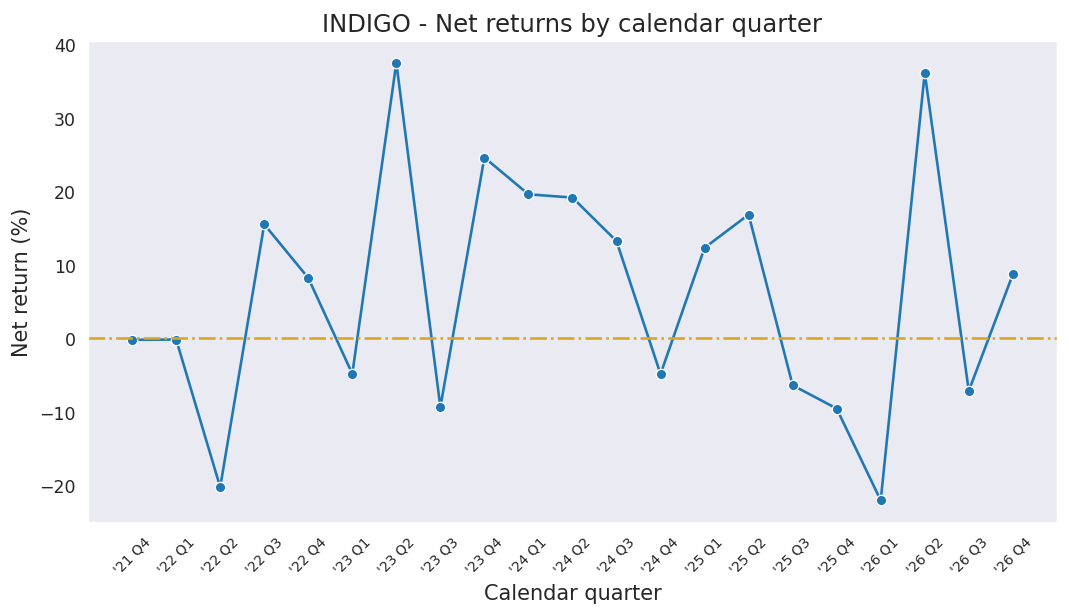 INDIGO - Net returns by calendar quarter
Net return (%)
40
30
20
10
0
−10
−20
'21 Q4
'22 Q1
'22 Q2
'22 Q3
'22 Q4
'23 Q1
'23 Q2
'23 Q3
'23 Q4
'24 Q1
'24 Q2
'24 Q3
'24 Q4
'25 Q1
'25 Q2
'25 Q3
'25 Q4
'26 Q1
'26 Q2
'26 Q3
'26 Q4
Calendar quarter